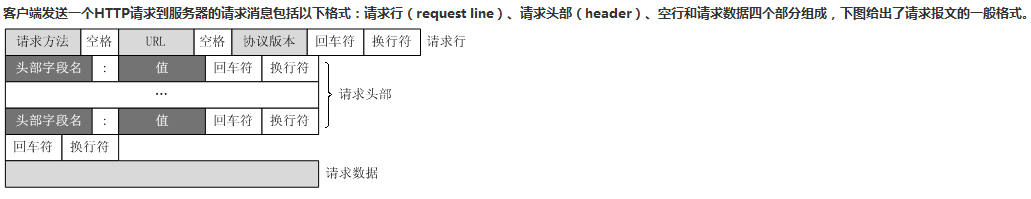 客户端发送一个HTTP请求到服务器的请求消息包括以下格式：请求行（request line）、请求头部（header）、空行和请求数据四个部分组成，下图给出了请求报文的一般格式。
请求方法 空格 URL 空格 协议版本 回车符 换行符 请求行
头部字段名 : 值 回车符 换行符
… 请求头部
头部字段名 : 值 回车符 换行符
回车符 换行符
请求数据